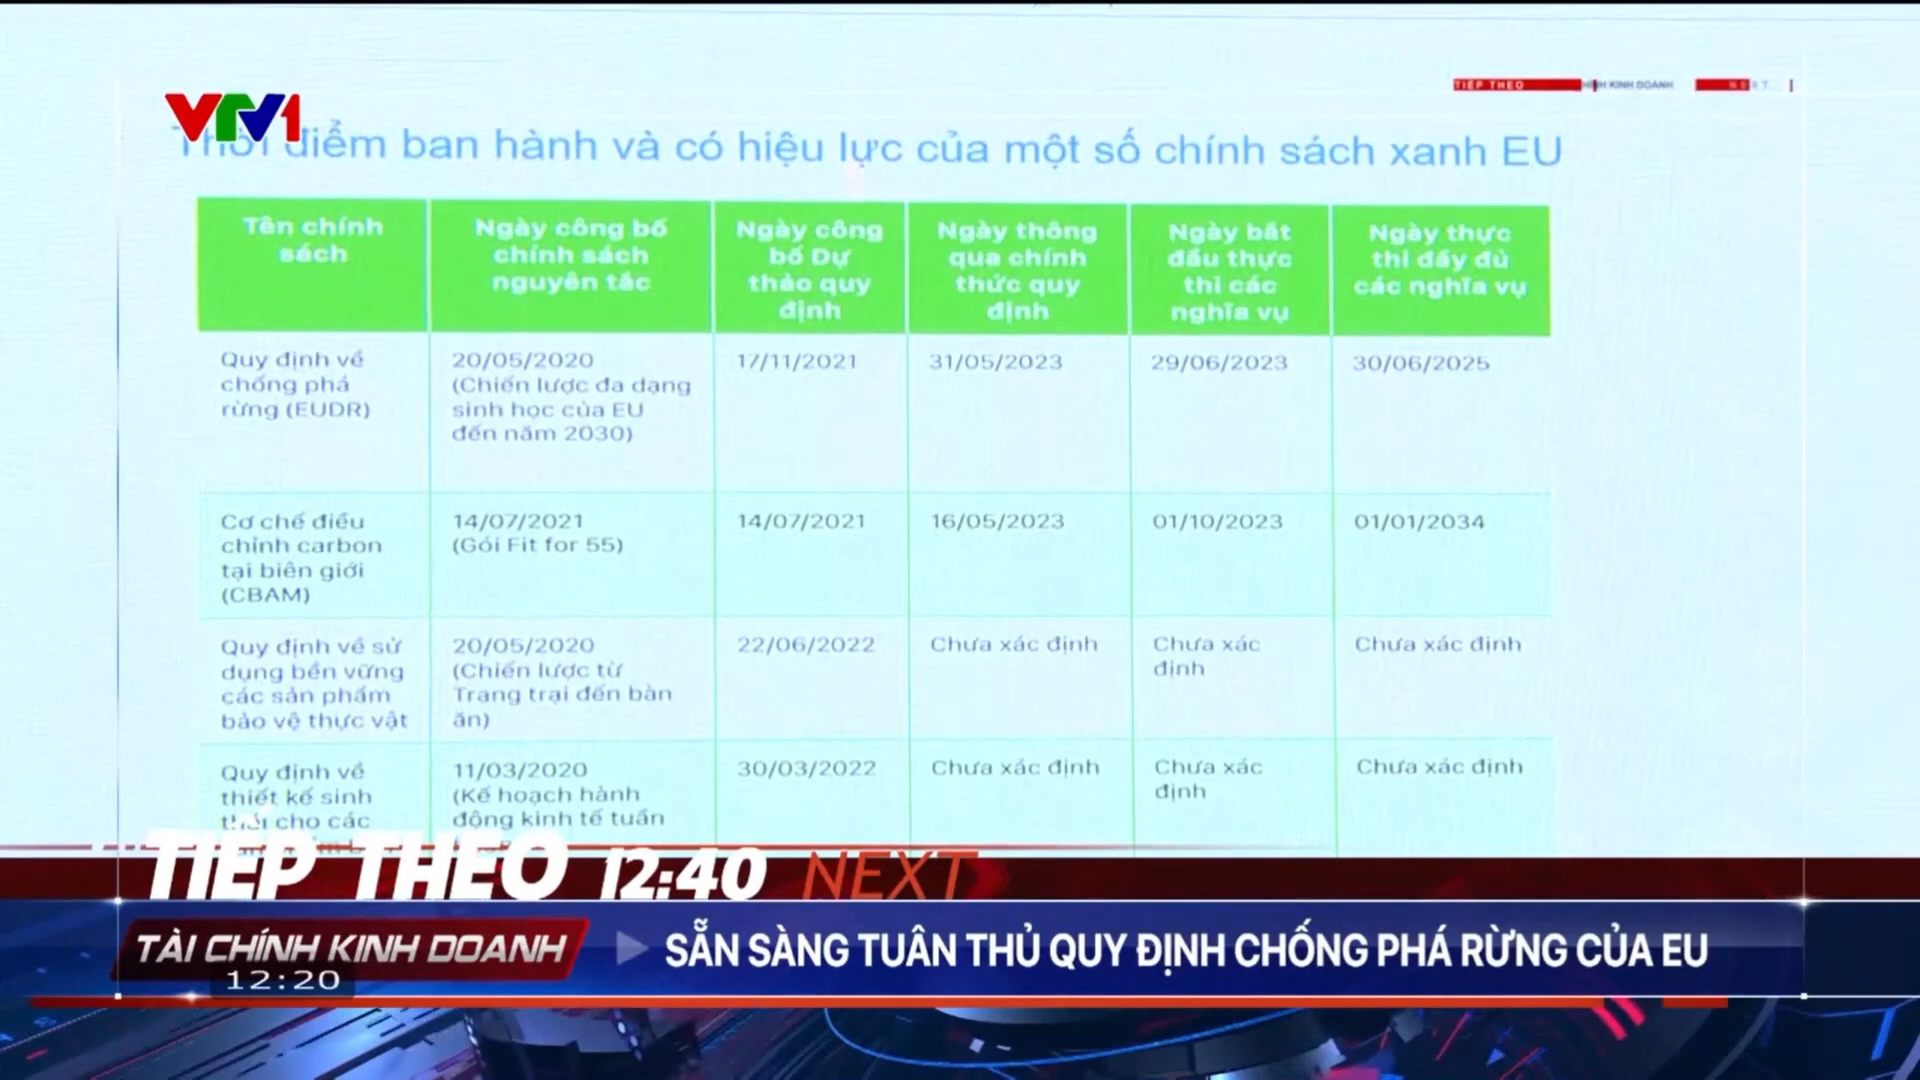 VTV1
TIẾP THEO
KINH DOANH
NEXT
Thời điểm ban hành và có hiệu lực của một số chính sách xanh EU
Tên chính
sách
Ngày công bố
chính sách
nguyên tắc
Ngày công
bố Dự
thảo quy
định
Ngày thông
qua chính
thức quy
định
Ngày bắt
đầu thực
thi các
nghĩa vụ
Ngày thực
thi đầy đủ
các nghĩa vụ
Quy định về
chống phá
rừng (EUDR)
20/05/2020
(Chiến lược đa dạng
sinh học của EU
đến năm 2030)
17/11/2021
31/05/2023
29/06/2023
30/06/2025
Cơ chế điều
chỉnh carbon
tại biên giới
(CBAM)
14/07/2021
(Gói Fit for 55)
14/07/2021
16/05/2023
01/10/2023
01/01/2034
Quy định về sử
dụng bền vững
các sản phẩm
bảo vệ thực vật
20/05/2020
(Chiến lược từ
Trang trại đến bàn
ăn)
22/06/2022
Chưa xác định
Chưa xác
định
Chưa xác định
Quy định về
thiết kế sinh
thái cho các
11/03/2020
(Kế hoạch hành
động kinh tế tuần
30/03/2022
Chưa xác định
Chưa xác
định
Chưa xác định
TIẾP THEO 12:40 NEXT
TÀI CHÍNH KINH DOANH
SẴN SÀNG TUÂN THỦ QUY ĐỊNH CHỐNG PHÁ RỪNG CỦA EU
12:20